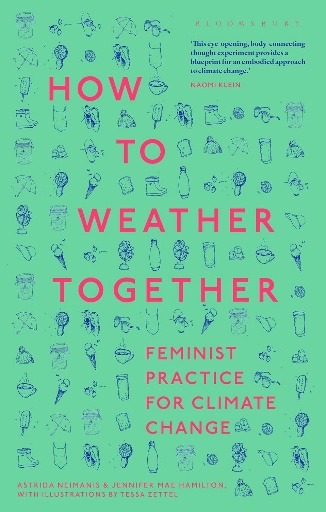 BLOOMSBURY
'This eye-opening, body-connecting
thought experiment provides a
blueprint for an embodied approach
to climate change.'
NAOMI KLEIN
HOW
TO
WEATHER
TOGETHER
FEMINIST
PRACTICE
FOR CLIMATE
CHANGE
ASTRIDA NEIMANIS & JENNIFER MAE HAMILTON,
WITH ILLUSTRATIONS BY TESSA ZETTEL